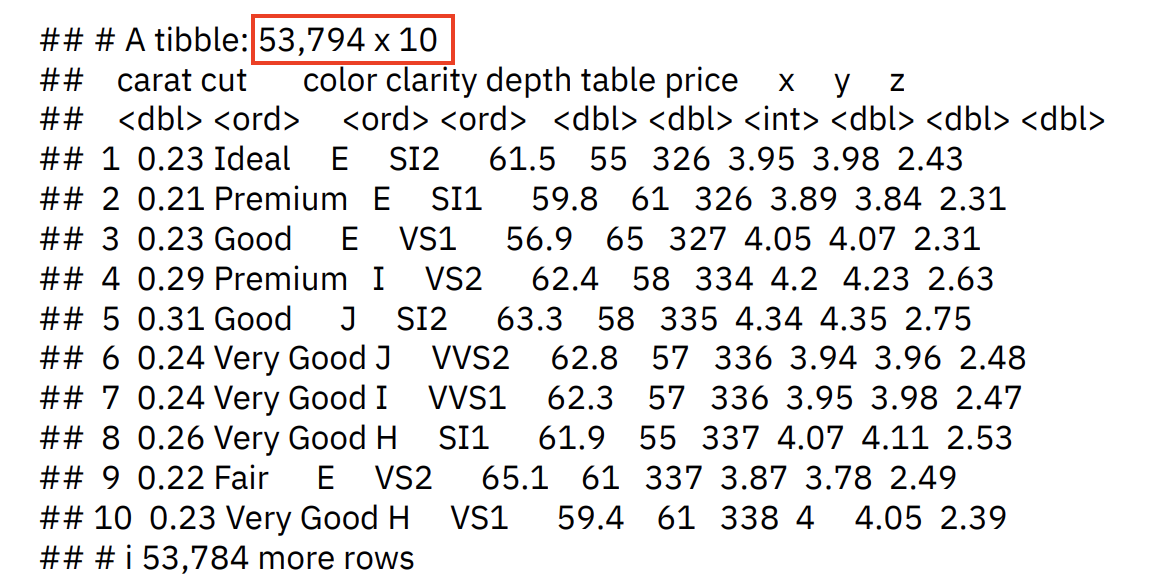 ## # A tibble: 53,794 x 10
##    carat cut       color clarity depth table price     x     y     z
##    <dbl> <ord>     <ord> <ord>   <dbl> <dbl> <int> <dbl> <dbl> <dbl>
##  1  0.23 Ideal     E     SI2      61.5    55   326  3.95  3.98  2.43
##  2  0.21 Premium   E     SI1      59.8    61   326  3.89  3.84  2.31
##  3  0.23 Good      E     VS1      56.9    65   327  4.05  4.07  2.31
##  4  0.29 Premium   I     VS2      62.4    58   334  4.2   4.23  2.63
##  5  0.31 Good      J     SI2      63.3    58   335  4.34  4.35  2.75
##  6  0.24 Very Good J     VVS2     62.8    57   336  3.94  3.96  2.48
##  7  0.24 Very Good I     VVS1     62.3    57   336  3.95  3.98  2.47
##  8  0.26 Very Good H     SI1      61.9    55   337  4.07  4.11  2.53
##  9  0.22 Fair      E     VS2      65.1    61   337  3.87  3.78  2.49
## 10  0.23 Very Good H     VS1      59.4    61   338  4     4.05  2.39
## # i 53,784 more rows